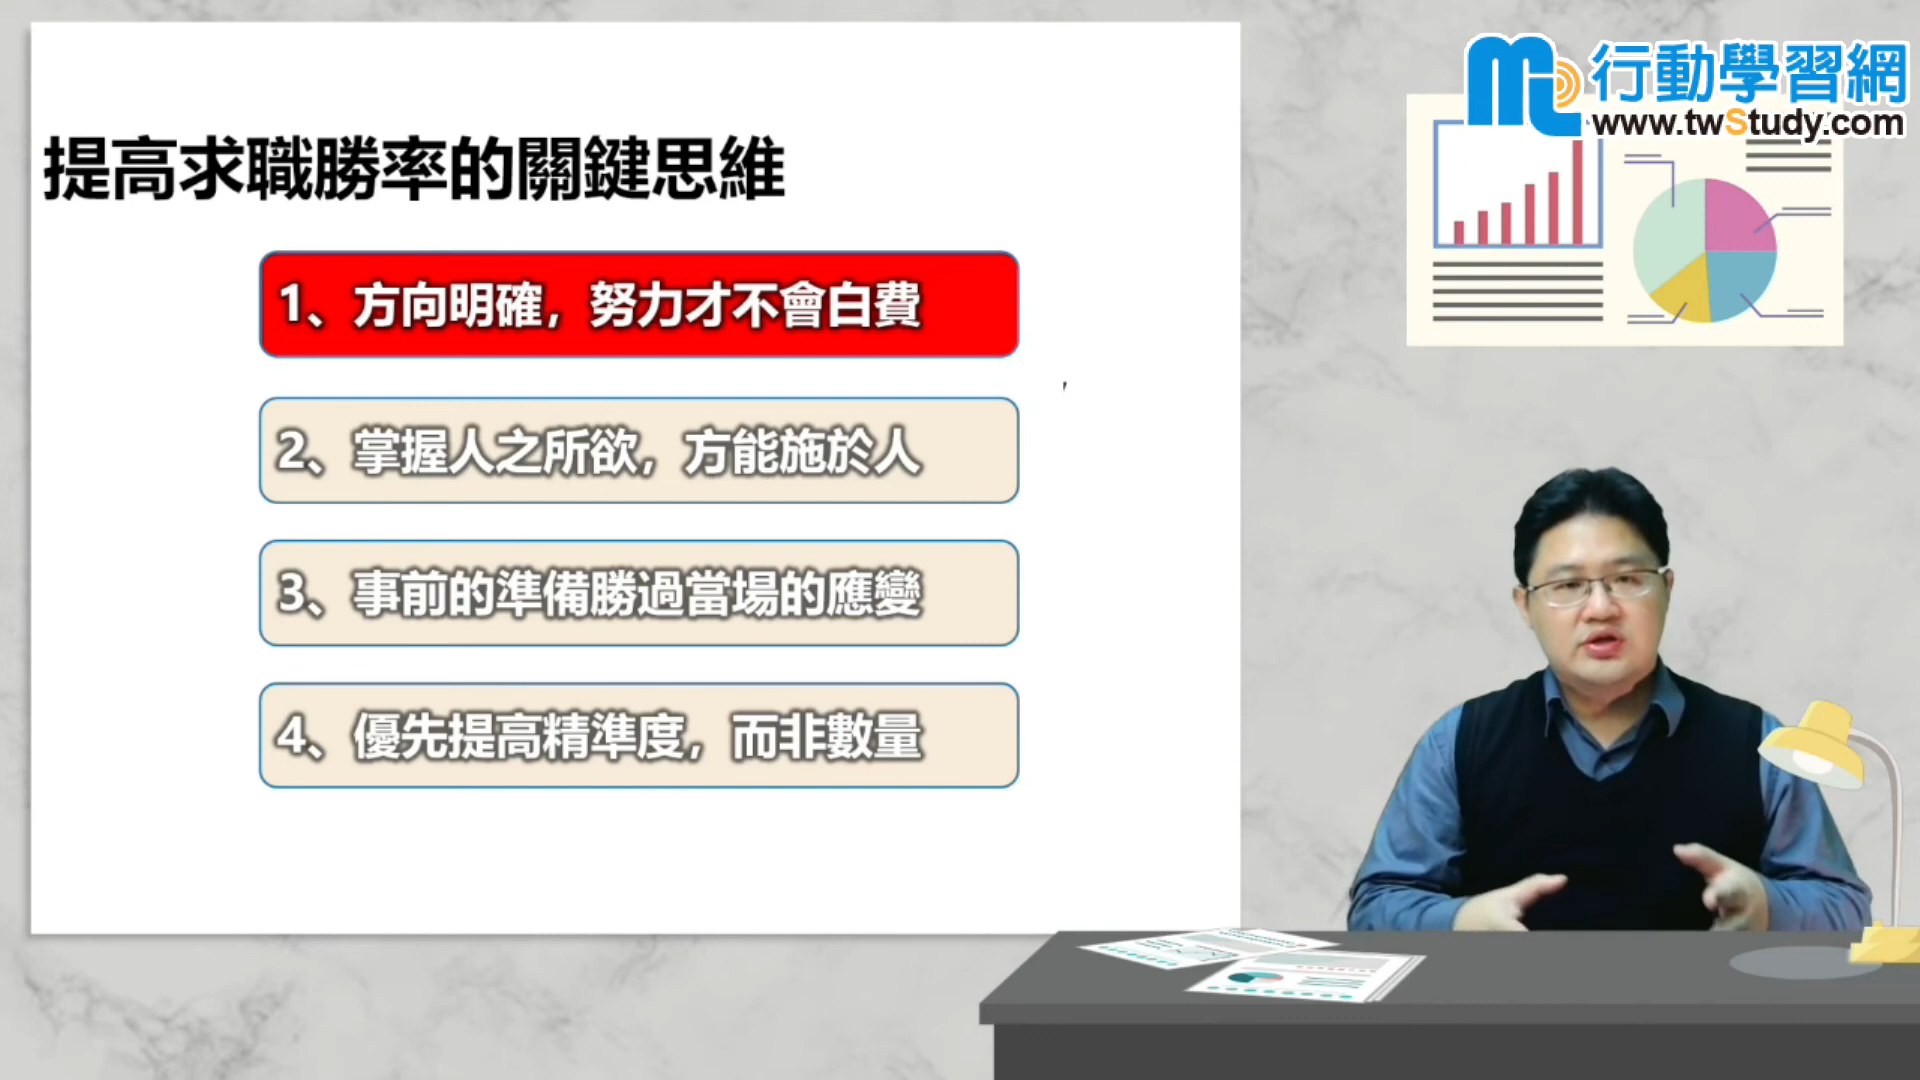 行動學習網
www.twStudy.com
提高求職勝率的關鍵思維
1、方向明確，努力才不會白費
2、掌握人之所欲，方能施於人
3、事前的準備勝過當場的應變
4、優先提高精準度，而非數量